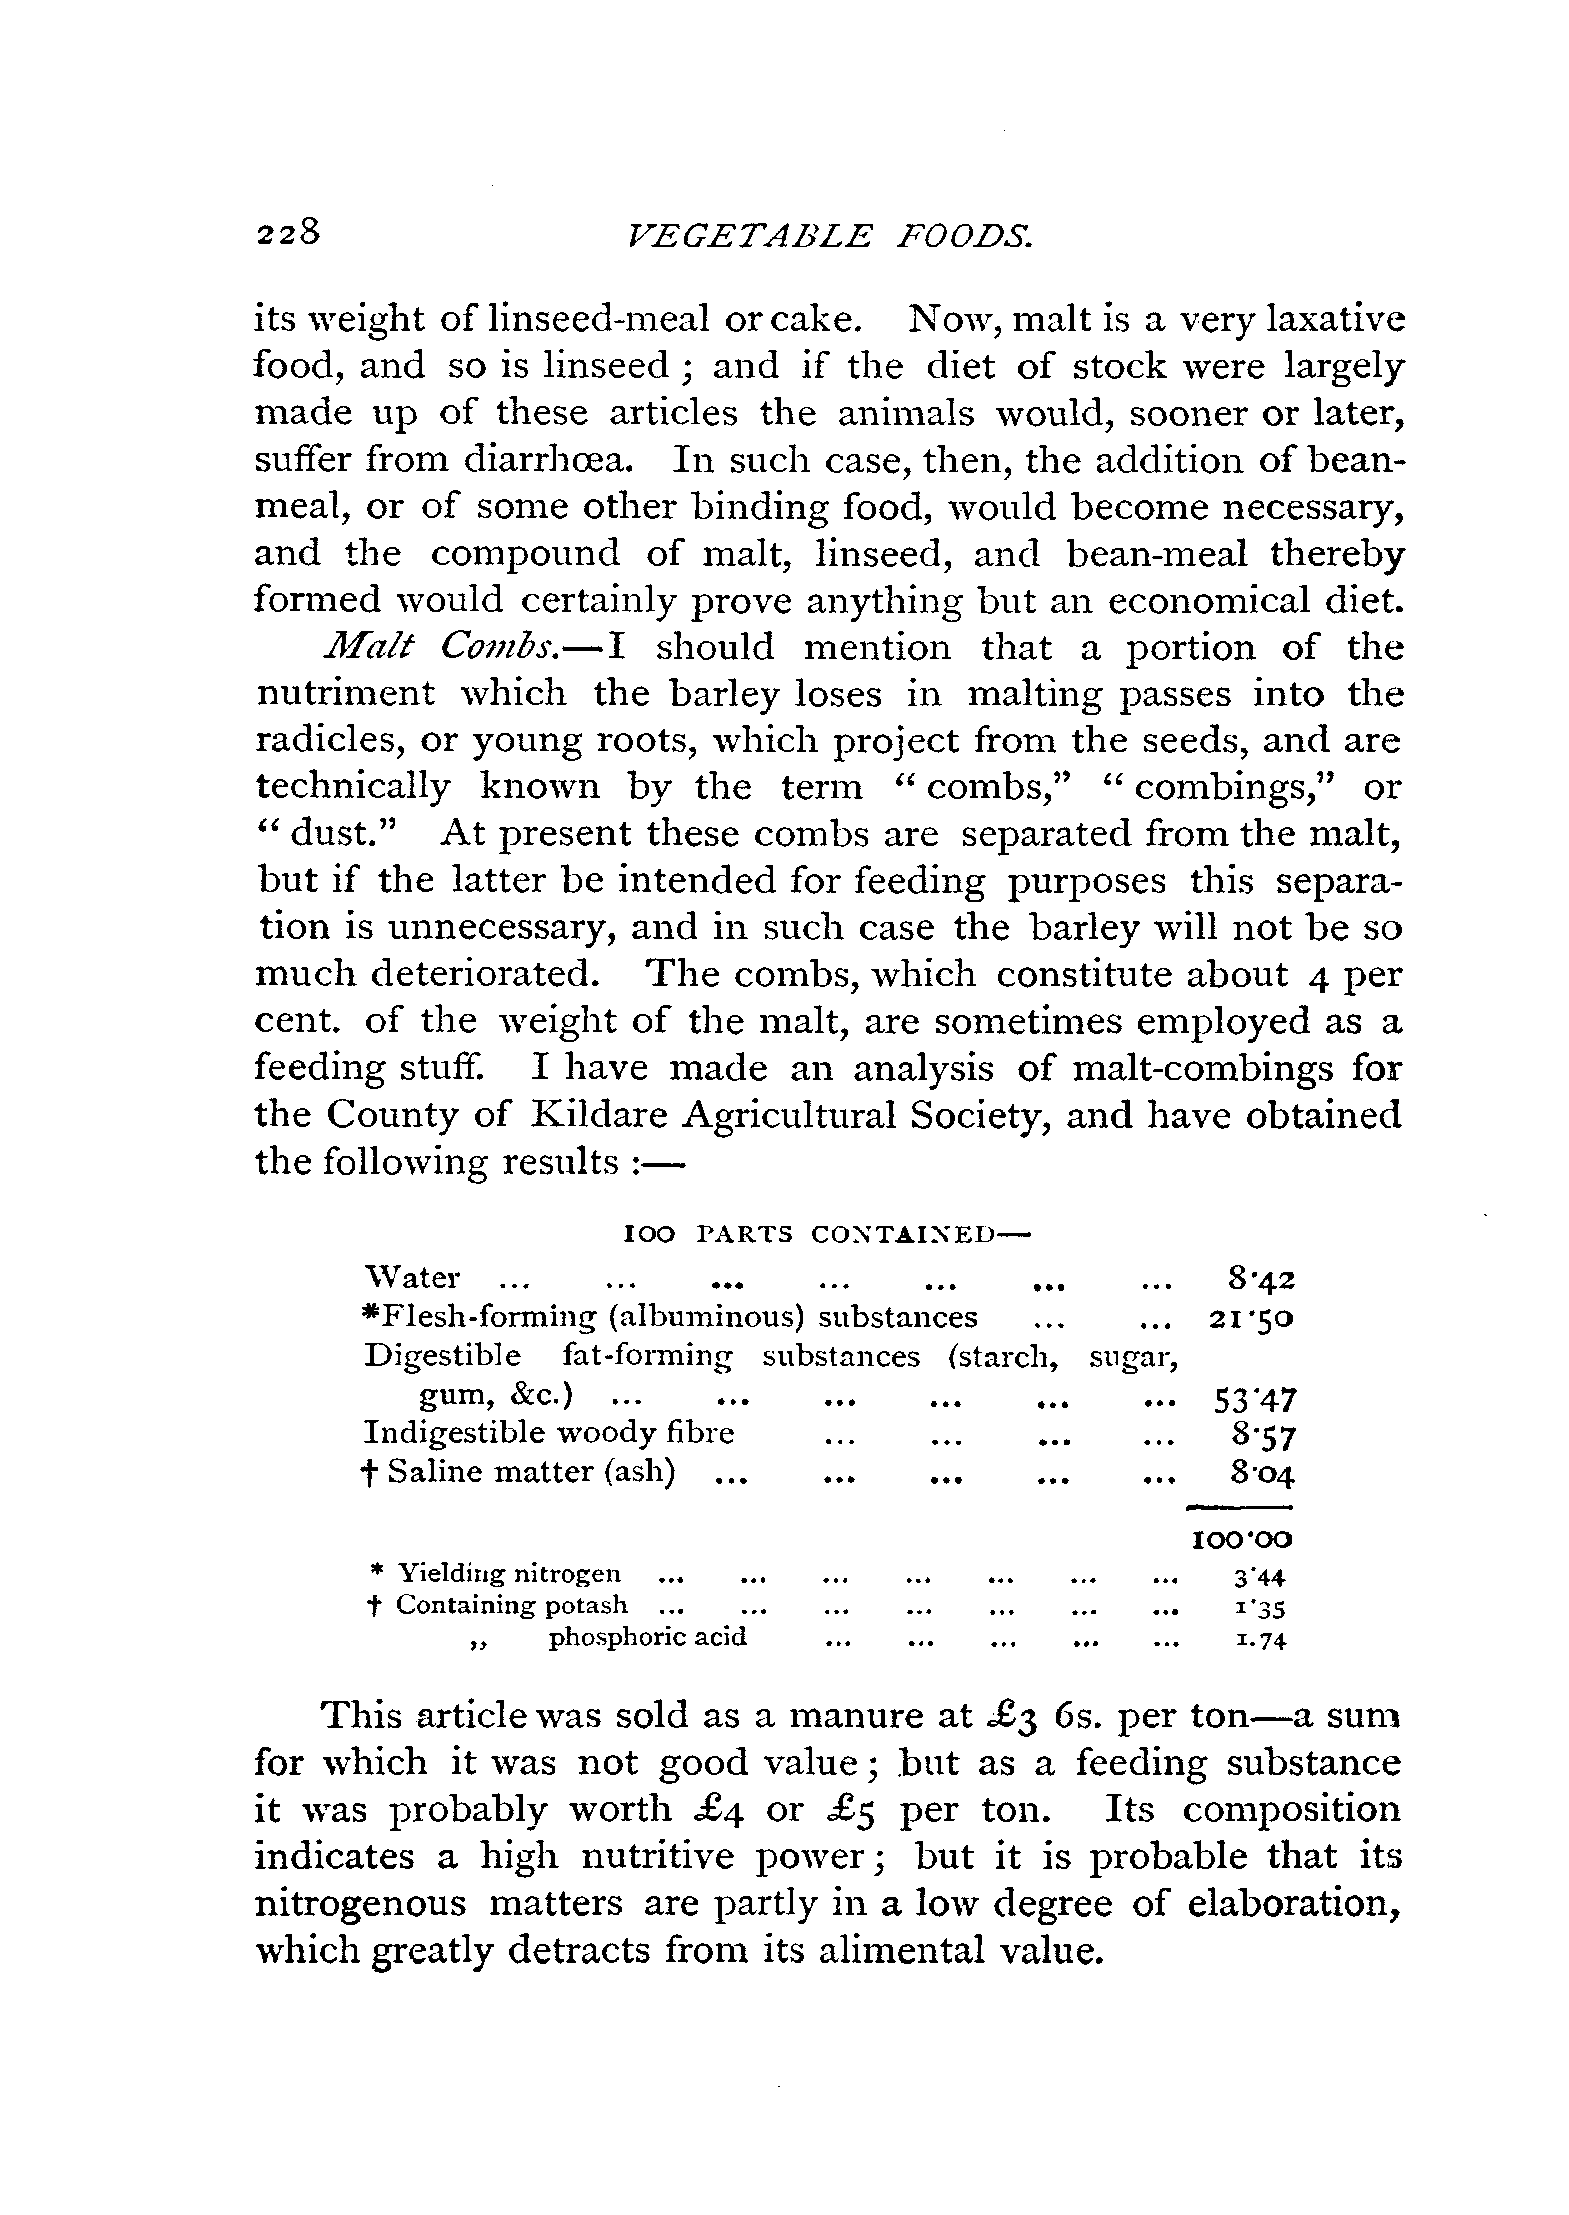 228 VEGETABLE FOODS.
its weight of linseed-meal or cake. Now, malt is a very laxative
food, and so is linseed ; and if the diet of stock were largely
made up of these articles the animals would, sooner or later,
suffer from diarrhœa. In such case, then, the addition of bean-
meal, or of some other binding food, would become necessary,
and the compound of malt, linseed, and bean-meal thereby
formed would certainly prove anything but an economical diet.
Malt Combs.—I should mention that a portion of the
nutriment which the barley loses in malting passes into the
radicles, or young roots, which project from the seeds, and are
technically known by the term “ combs,” “ combings,” or
“ dust.” At present these combs are separated from the malt,
but if the latter be intended for feeding purposes this separa-
tion is unnecessary, and in such case the barley will not be so
much deteriorated. The combs, which constitute about 4 per
cent. of the weight of the malt, are sometimes employed as a
feeding stuff. I have made an analysis of malt-combings for
the County of Kildare Agricultural Society, and have obtained
the following results :—
100 PARTS CONTAINED—
Water ... ... ... ... ... ... ... 8·42
*Flesh-forming (albuminous) substances ... ... 21·50
Digestible fat-forming substances (starch, sugar,
gum, &c.) ... ... ... ... ... ... 53·47
Indigestible woody fibre ... ... ... ... 8·57
† Saline matter (ash) ... ... ... ... ... 8·04
100·00
* Yielding nitrogen ... ... ... ... ... ... ... 3·44
† Containing potash ... ... ... ... ... ... ... 1·35
„ phosphoric acid ... ... ... ... ... 1.74
This article was sold as a manure at £3 6s. per ton—a sum
for which it was not good value ; but as a feeding substance
it was probably worth £4 or £5 per ton. Its composition
indicates a high nutritive power ; but it is probable that its
nitrogenous matters are partly in a low degree of elaboration,
which greatly detracts from its alimental value.